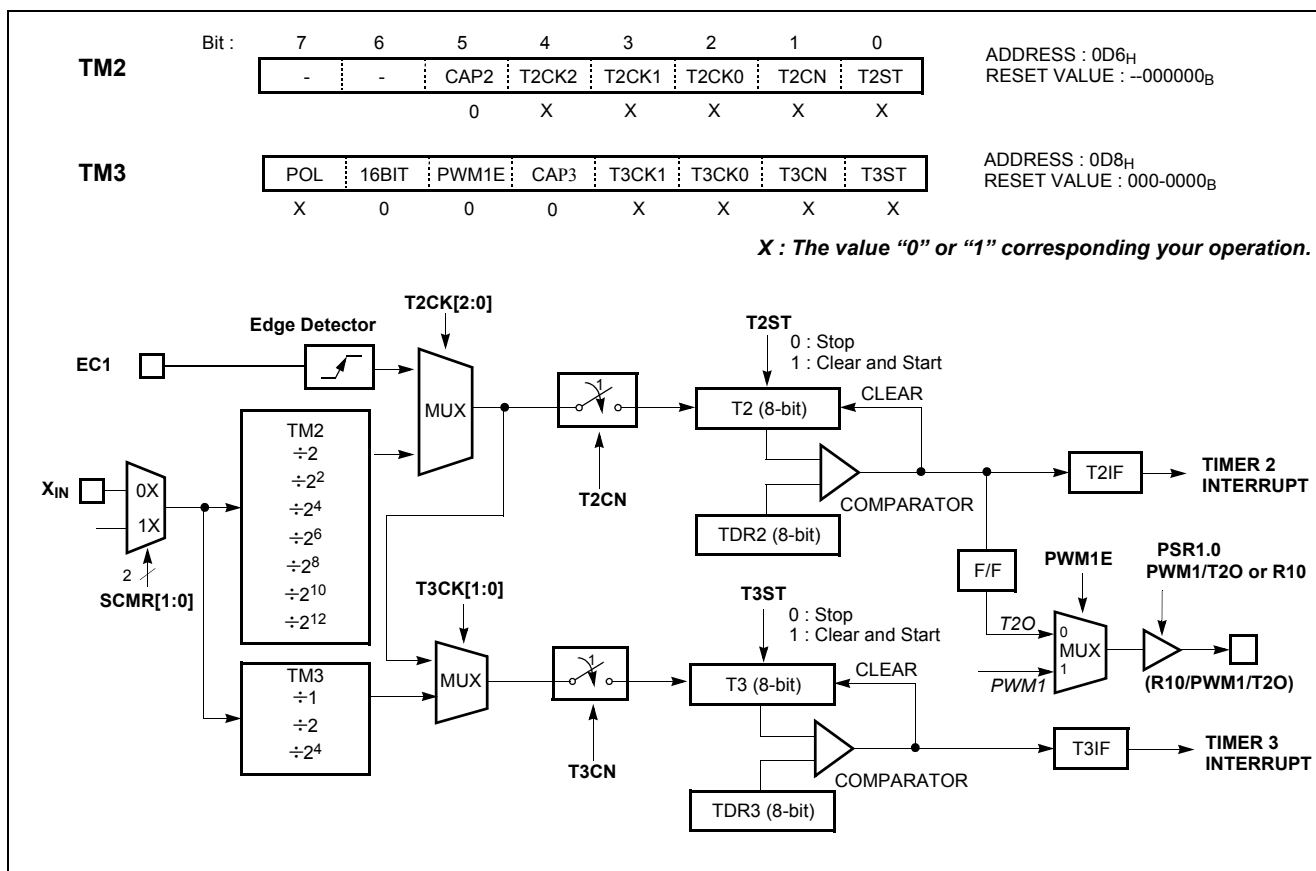 Bit : 7 6 5 4 3 2 1 0
TM2
- - CAP2 T2CK2 T2CK1 T2CK0 T2CN T2ST
0 X X X X X
ADDRESS : 0D6H
RESET VALUE : --000000B
TM3
POL 16BIT PWM1E CAP3 T3CK1 T3CK0 T3CN T3ST
X 0 0 0 X X X X
ADDRESS : 0D8H
RESET VALUE : 000-0000B
X : The value “0” or “1” corresponding your operation.
T2CK[2:0]
Edge Detector
EC1
MUX
1
T2CN
T2ST
0 : Stop
1 : Clear and Start
T2 (8-bit)
CLEAR
COMPARATOR
TDR2 (8-bit)
T2IF
TIMER 2
INTERRUPT
XIN
0X
1X
2
SCMR[1:0]
TM2
÷2
÷2²
÷2⁴
÷2⁶
÷2⁸
÷2¹⁰
÷2¹²
F/F
PWM1E
PSR1.0
PWM1/T2O or R10
T2O
0
MUX
1
PWM1
(R10/PWM1/T2O)
T3CK[1:0]
MUX
TM3
÷1
÷2
÷2⁴
1
T3CN
T3ST
0 : Stop
1 : Clear and Start
T3 (8-bit)
CLEAR
COMPARATOR
TDR3 (8-bit)
T3IF
TIMER 3
INTERRUPT